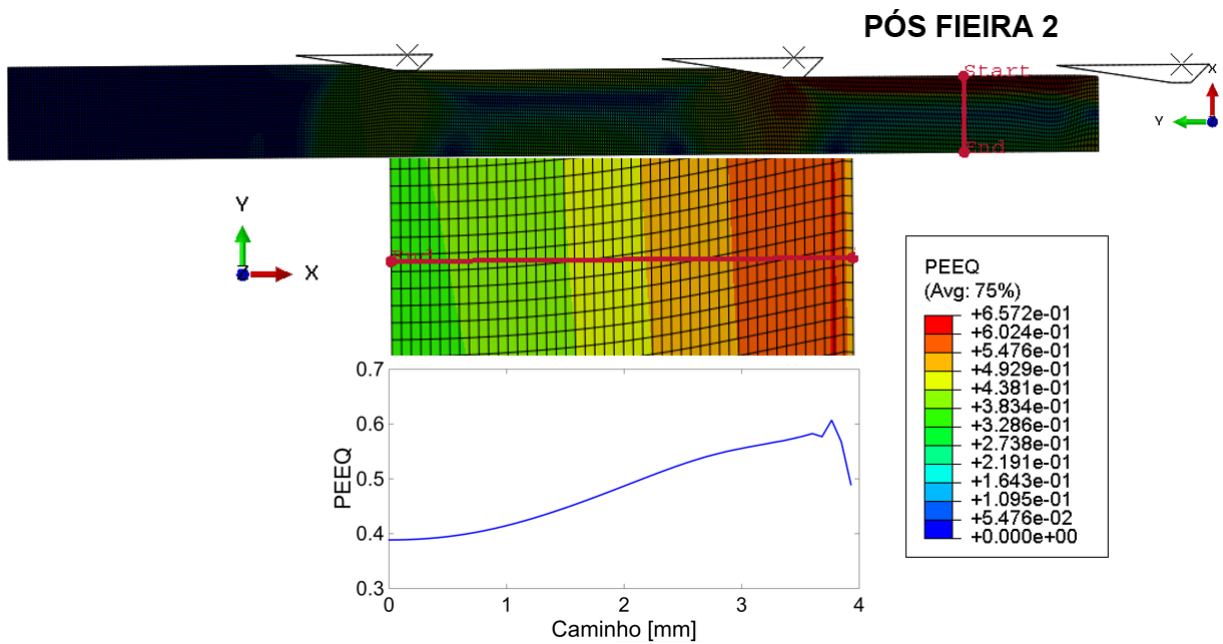 PÓS FIEIRA 2
Start
End
X
Y
Y
X
Z
PEEQ
(Avg: 75%)
+6.572e-01
+6.024e-01
+5.476e-01
+4.929e-01
+4.381e-01
+3.834e-01
+3.286e-01
+2.738e-01
+2.191e-01
+1.643e-01
+1.095e-01
+5.476e-02
+0.000e+00
0.7
0.6
0.5
0.4
0.3
PEEQ
0 1 2 3 4
Caminho [mm]